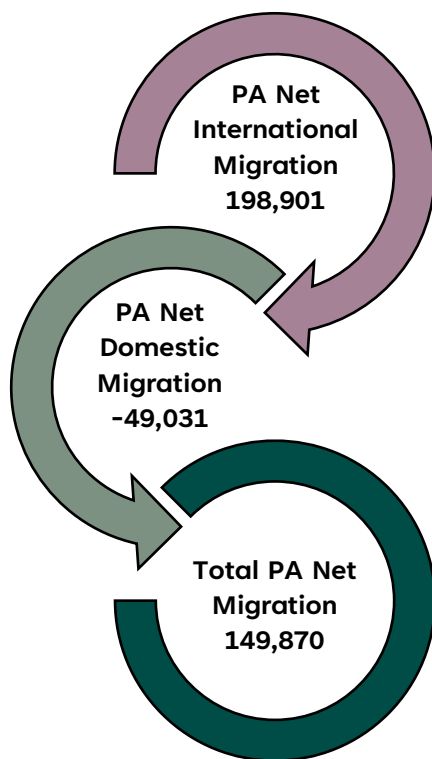 PA Net
International
Migration
198,901
PA Net
Domestic
Migration
-49,031
Total PA Net
Migration
149,870